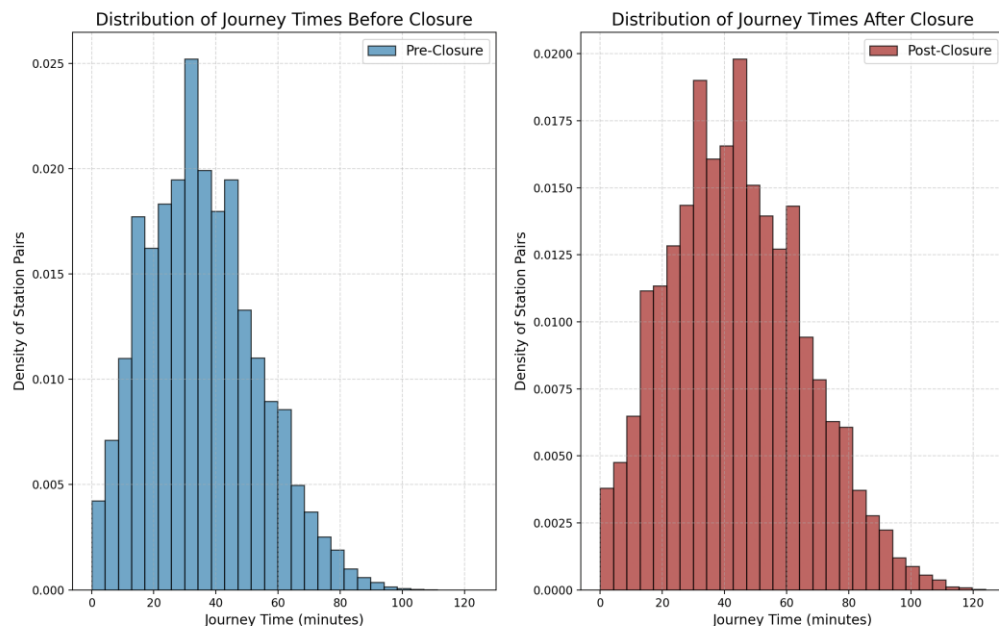 Distribution of Journey Times Before Closure
Pre-Closure
Density of Station Pairs
0.025
0.020
0.015
0.010
0.005
0.000
0 20 40 60 80 100 120
Journey Time (minutes)
Distribution of Journey Times After Closure
Post-Closure
Density of Station Pairs
0.0200
0.0175
0.0150
0.0125
0.0100
0.0075
0.0050
0.0025
0.0000
0 20 40 60 80 100 120
Journey Time (minutes)